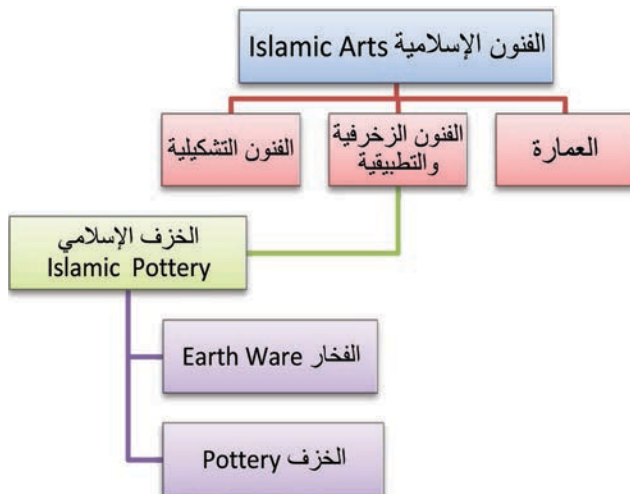 الفنون الإسلامية Islamic Arts
العمارة
الفنون الزخرفية
والتطبيقية
الفنون التشكيلية
الخزف الإسلامي
Islamic Pottery
الفخار Earth Ware
الخزف Pottery